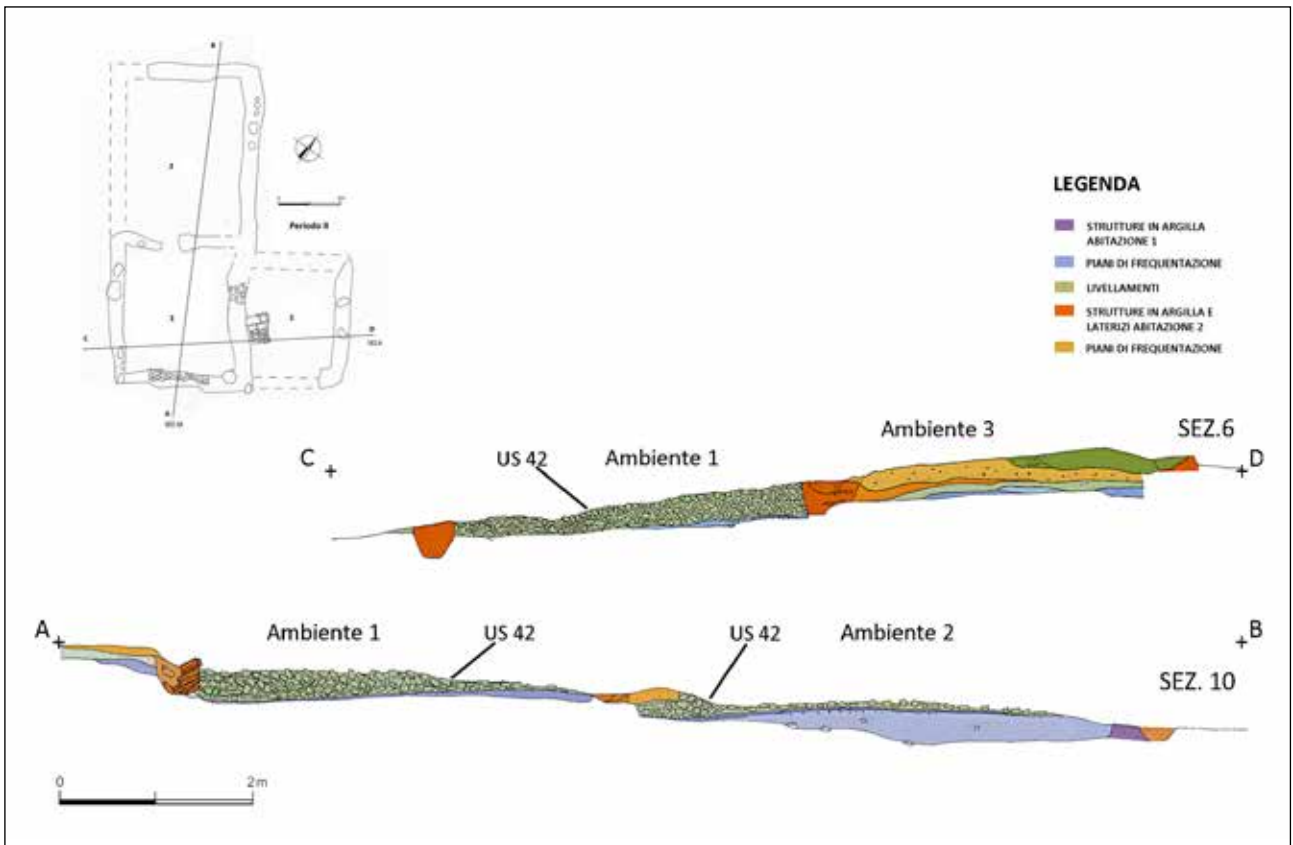 B
2
Periodo II
C
D
A
LEGENDA
STRUTTURE IN ARGILLA
ABITAZIONE 1
PIANI DI FREQUENTAZIONE
LIVELLAMENTI
STRUTTURE IN ARGILLA E
LATERIZI ABITAZIONE 2
PIANI DI FREQUENTAZIONE
C
US 42
Ambiente 1
Ambiente 3
SEZ.6
D
A
Ambiente 1
US 42
US 42
Ambiente 2
B
SEZ. 10
0
2m